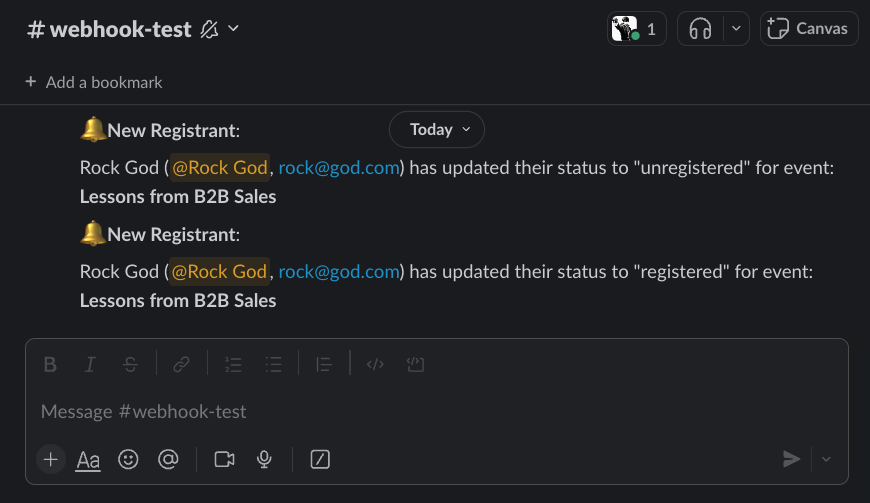 # webhook-test
1
Canvas
+ Add a bookmark
New Registrant:
Today
Rock God (@Rock God, rock@god.com) has updated their status to "unregistered" for event:
Lessons from B2B Sales
New Registrant:
Rock God (@Rock God, rock@god.com) has updated their status to "registered" for event:
Lessons from B2B Sales
B I S
Message #webhook-test
+ Aa @